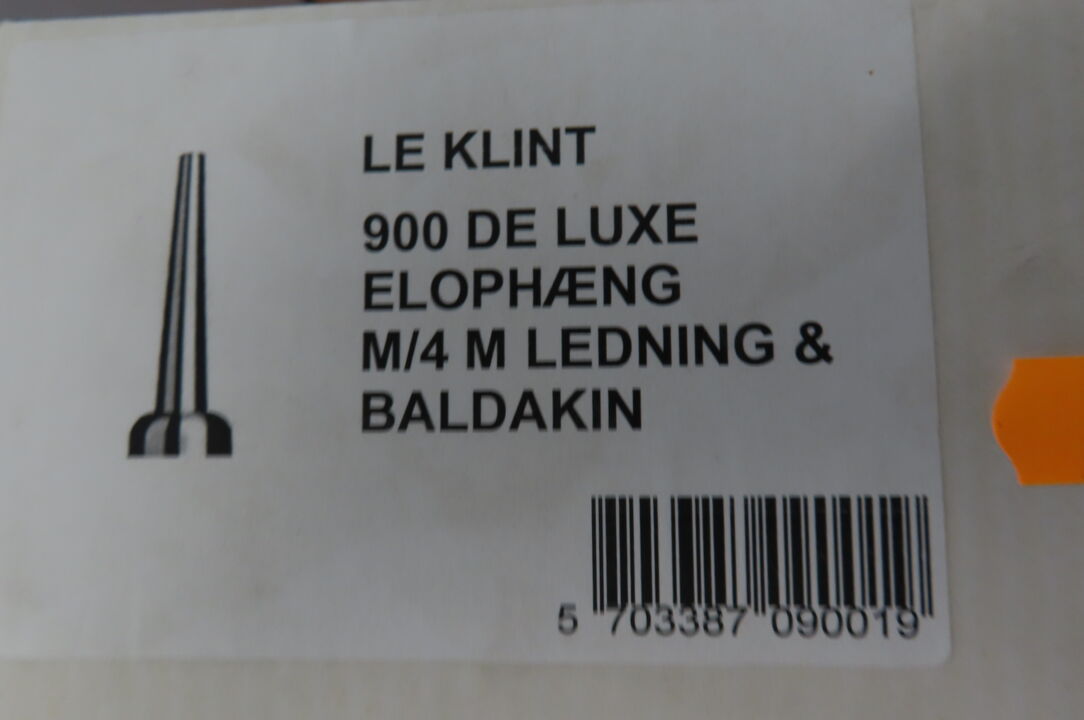 LE KLINT
900 DE LUXE
ELOPHÆNG
M/4 M LEDNING &
BALDAKIN
5 703387 090019